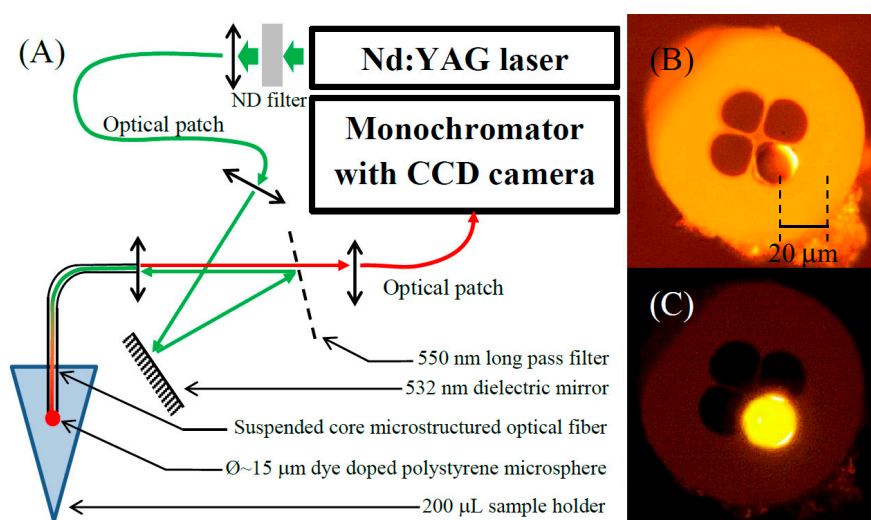 (A)
Nd:YAG laser
ND filter
Optical patch
Monochromator
with CCD camera
Optical patch
550 nm long pass filter
532 nm dielectric mirror
Suspended core microstructured optical fiber
Ø~15 µm dye doped polystyrene microsphere
200 µL sample holder
(B)
20 µm
(C)